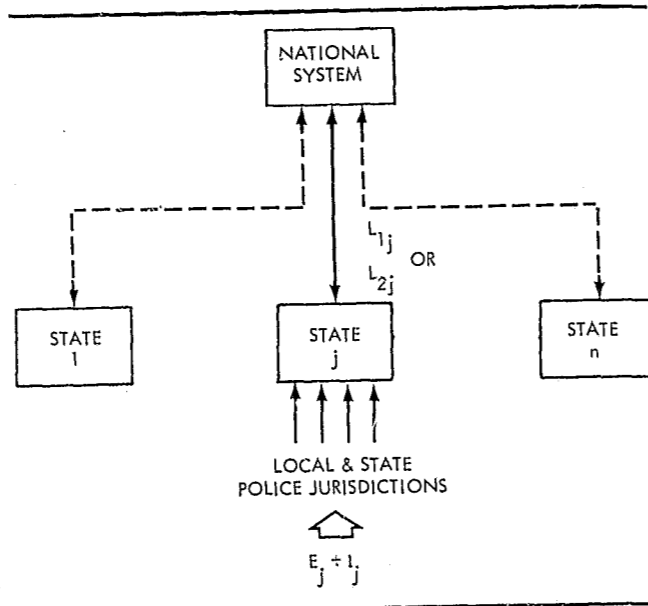 NATIONAL
SYSTEM
L1j
OR
L2j
STATE
1
STATE
j
STATE
n
LOCAL & STATE
POLICE JURISDICTIONS
Ej + Ij